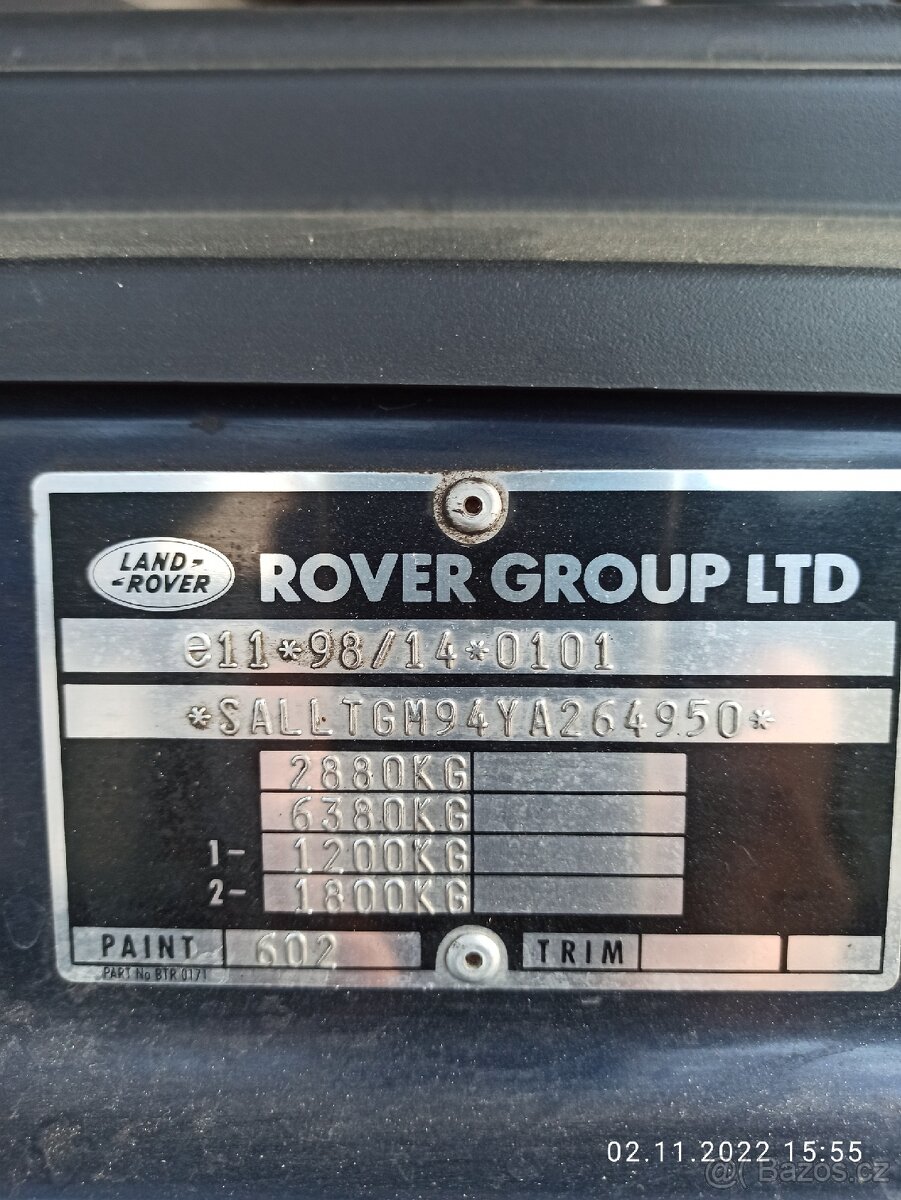 LAND-
-ROVER
ROVER GROUP LTD
e11*98/14*0101
*SALLTGM94YA264950*
2880KG
6380KG
1- 1200KG
2- 1800KG
PAINT 602 TRIM
PART No BTR 0171
02.11.2022 15:55
@ Bazoš.cz